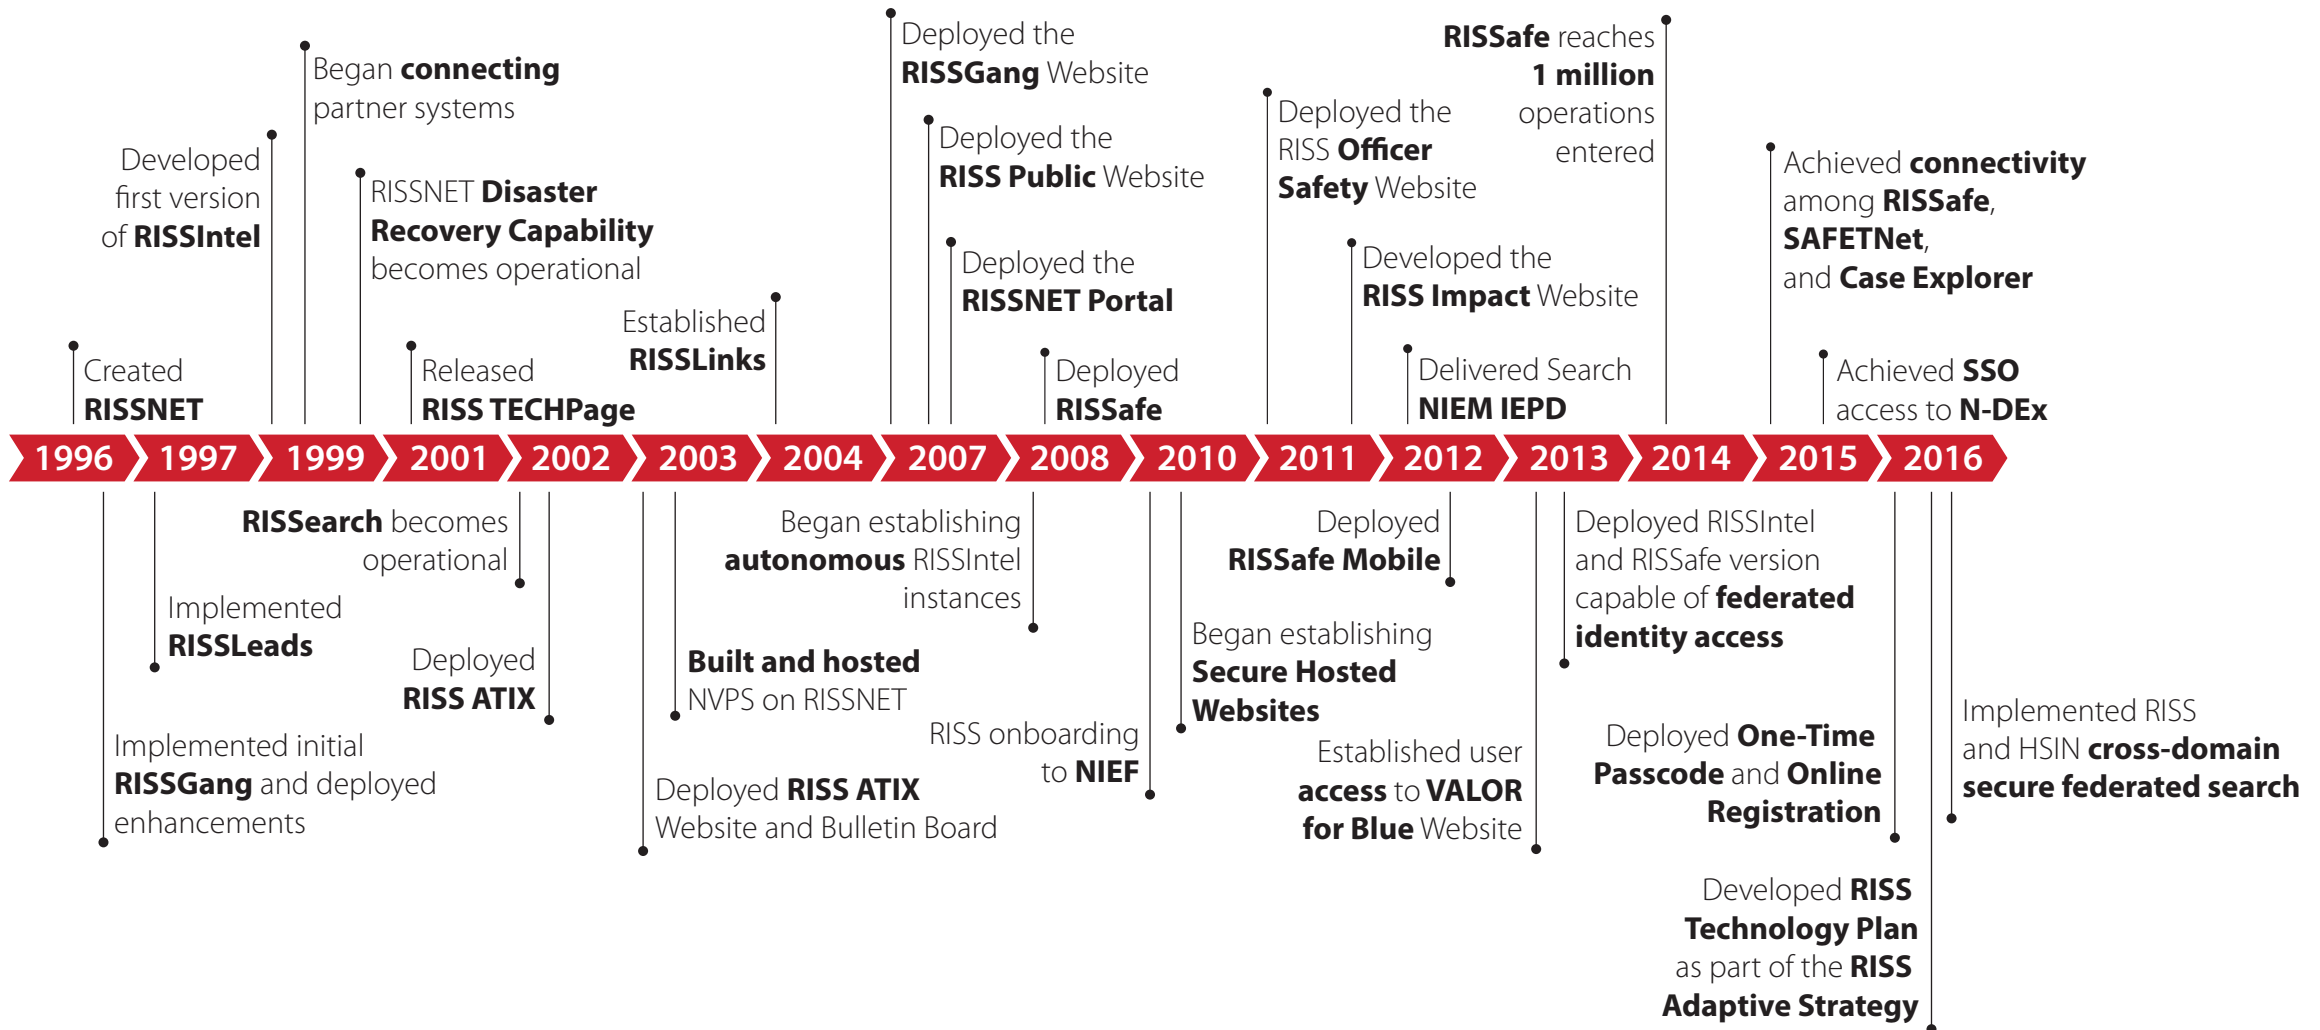 Created
RISSNET
Developed
first version
of RISSIntel
Began connecting
partner systems
RISSNET Disaster
Recovery Capability
becomes operational
Released
RISS TECHPage
Established
RISSLinks
Deployed the
RISSGang Website
Deployed the
RISS Public Website
Deployed the
RISSNET Portal
Deployed
RISSafe
Deployed the
RISS Officer
Safety Website
Developed the
RISS Impact Website
Delivered Search
NIEM IEPD
RISSafe reaches
1 million
operations
entered
Achieved connectivity
among RISSafe,
SAFETNet,
and Case Explorer
Achieved SSO
access to N-DEx
1996 1997 1999 2001 2002 2003 2004 2007 2008 2010 2011 2012 2013 2014 2015 2016
Implemented initial
RISSGang and deployed
enhancements
Implemented
RISSLeads
RISSearch becomes
operational
Deployed
RISS ATIX
Deployed RISS ATIX
Website and Bulletin Board
Built and hosted
NVPS on RISSNET
Began establishing
autonomous RISSIntel
instances
RISS onboarding
to NIEF
Began establishing
Secure Hosted
Websites
Deployed
RISSafe Mobile
Established user
access to VALOR
for Blue Website
Deployed RISSIntel
and RISSafe version
capable of federated
identity access
Deployed One-Time
Passcode and Online
Registration
Developed RISS
Technology Plan
as part of the RISS
Adaptive Strategy
Implemented RISS
and HSIN cross-domain
secure federated search